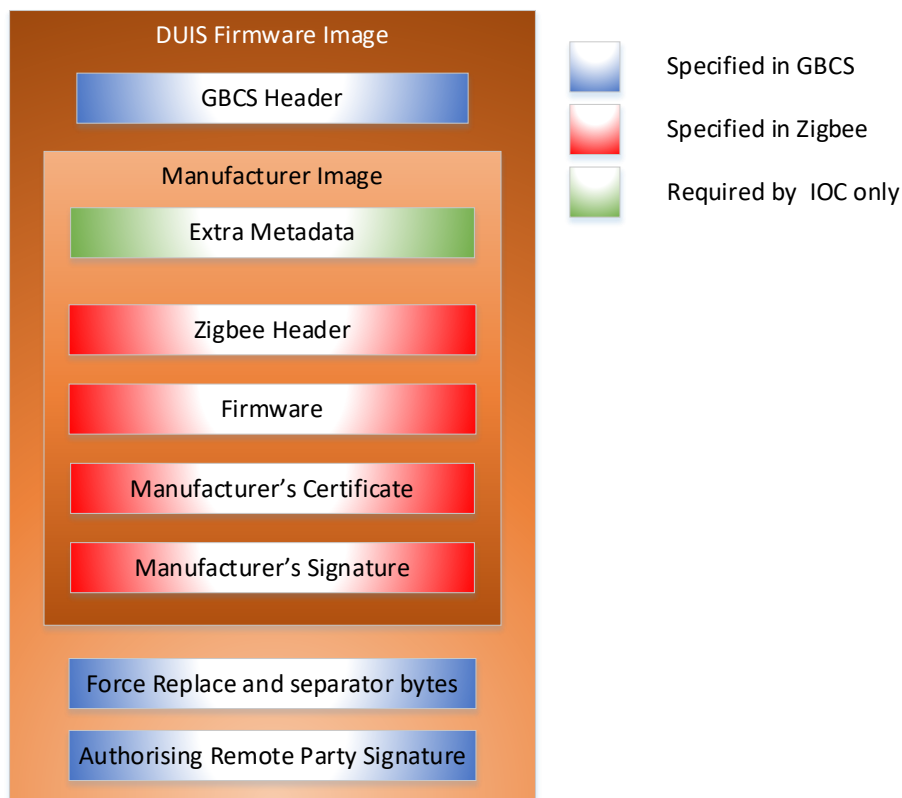 DUIS Firmware Image
GBCS Header
Manufacturer Image
Extra Metadata
Zigbee Header
Firmware
Manufacturer’s Certificate
Manufacturer’s Signature
Force Replace and separator bytes
Authorising Remote Party Signature
Specified in GBCS
Specified in Zigbee
Required by  IOC only